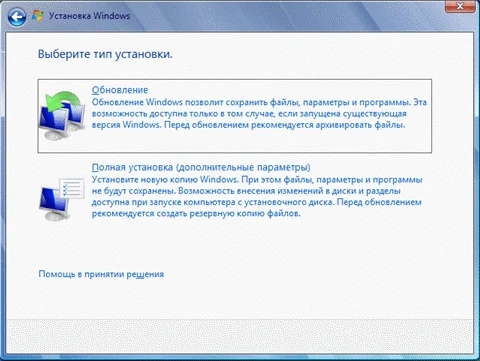 Установка Windows
Выберите тип установки.
Обновление
Обновление Windows позволит сохранить файлы, параметры и программы. Эта
возможность доступна только в том случае, если запущена существующая
версия Windows. Перед обновлением рекомендуется архивировать файлы.
Полная установка (дополнительные параметры)
Установите новую копию Windows. При этом файлы, параметры и программы
не будут сохранены. Возможность внесения изменений в диски и разделы
доступна при запуске компьютера с установочного диска. Перед обновлением
рекомендуется создать резервную копию файлов.
Помощь в принятии решения